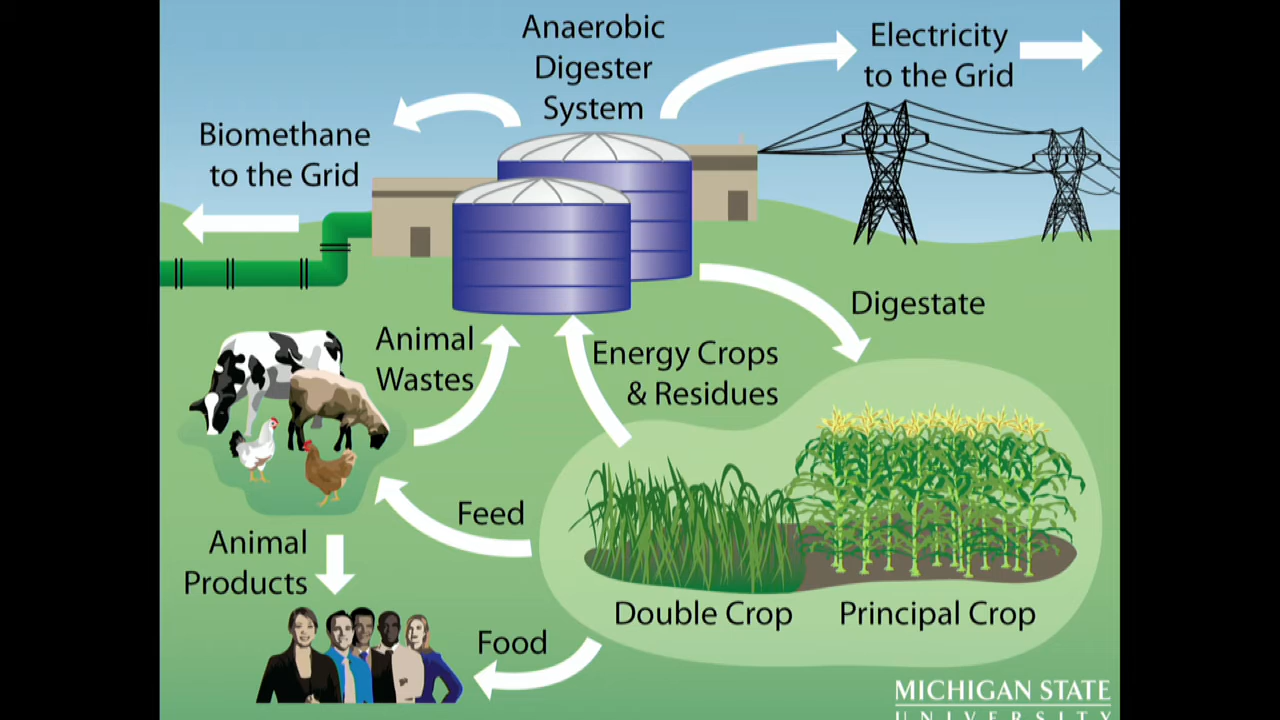 Anaerobic
Digester
System
Electricity
to the Grid
Biomethane
to the Grid
Digestate
Animal
Wastes
Energy Crops
& Residues
Feed
Animal
Products
Double Crop
Principal Crop
Food
MICHIGAN STATE
UNIVERSITY